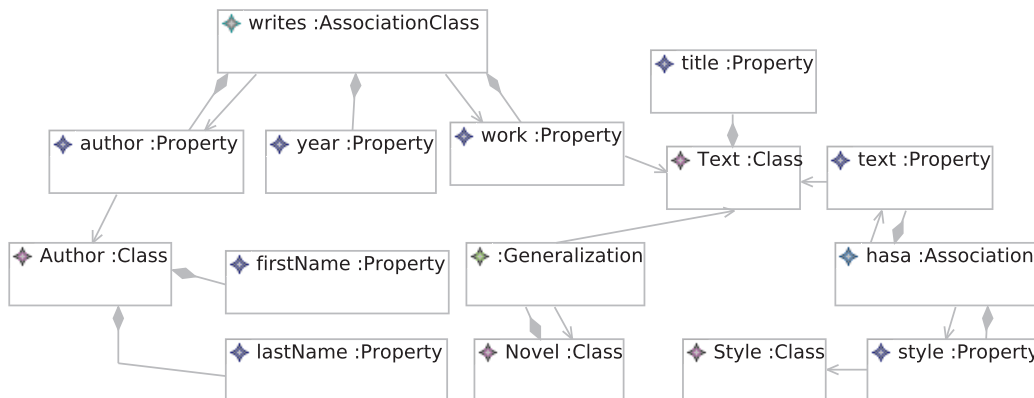 writes :AssociationClass
title :Property
author :Property
year :Property
work :Property
Text :Class
text :Property
Author :Class
firstName :Property
:Generalization
hasa :Association
lastName :Property
Novel :Class
Style :Class
style :Property